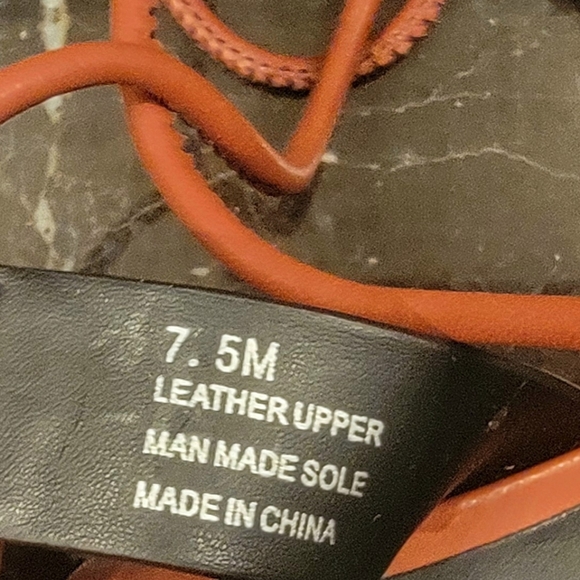 7. 5M
LEATHER UPPER
MAN MADE SOLE
MADE IN CHINA